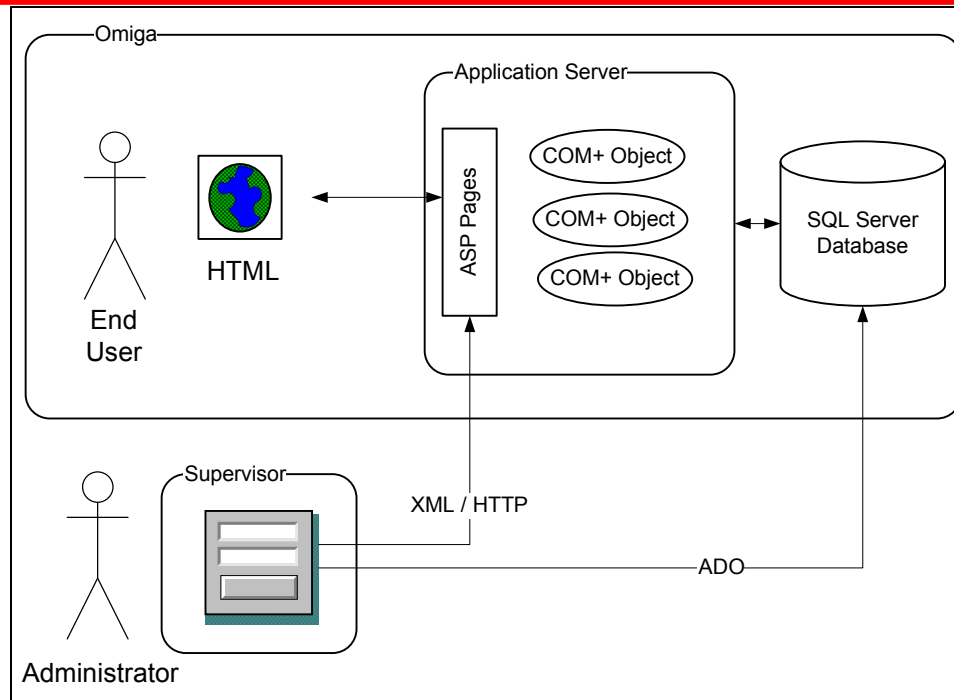 Omiga
Application Server
ASP Pages
COM+ Object
COM+ Object
COM+ Object
SQL Server
Database
HTML
End
User
Supervisor
XML / HTTP
ADO
Administrator